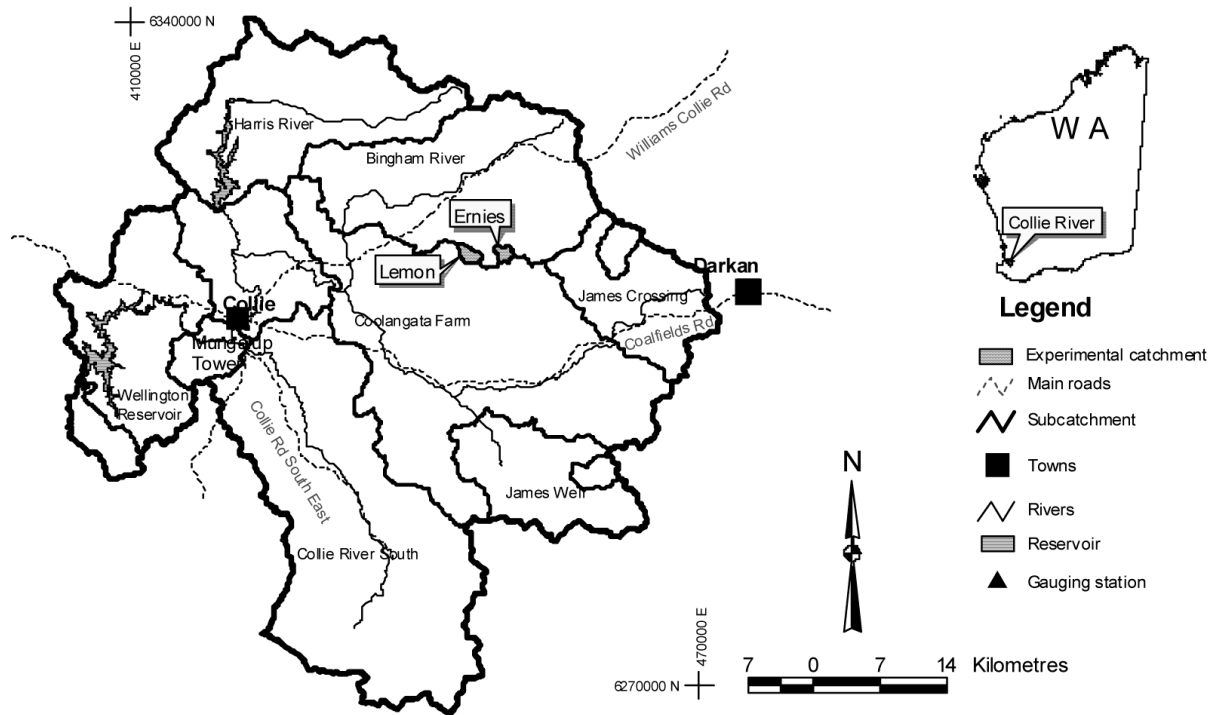 6340000 N
410000 E
Harris River
Bingham River
Williams Collie Rd
Ernies
Lemon
Darkan
James Crossing
Collie
Coolangata Farm
Coalfields Rd
Mungalup
Tower
Wellington
Reservoir
Collie Rd South East
James Weir
Collie River South
470000 E
6270000 N
W A
Collie River
Legend
Experimental catchment
Main roads
Subcatchment
Towns
Rivers
Reservoir
Gauging station
N
7 0 7 14 Kilometres